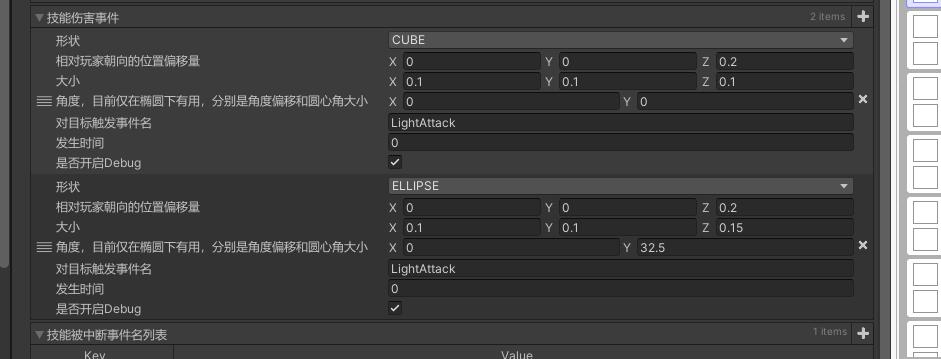 技能伤害事件 2 items
形状 CUBE
相对玩家朝向的位置偏移量 X 0 Y 0 Z 0.2
大小 X 0.1 Y 0.1 Z 0.1
角度，目前仅在椭圆下有用，分别是角度偏移和圆心角大小 X 0 Y 0
对目标触发事件名 LightAttack
发生时间 0
是否开启Debug
形状 ELLIPSE
相对玩家朝向的位置偏移量 X 0 Y 0 Z 0.2
大小 X 0.1 Y 0.1 Z 0.15
角度，目前仅在椭圆下有用，分别是角度偏移和圆心角大小 X 0 Y 32.5
对目标触发事件名 LightAttack
发生时间 0
是否开启Debug
技能被中断事件名列表 1 items
Key Value